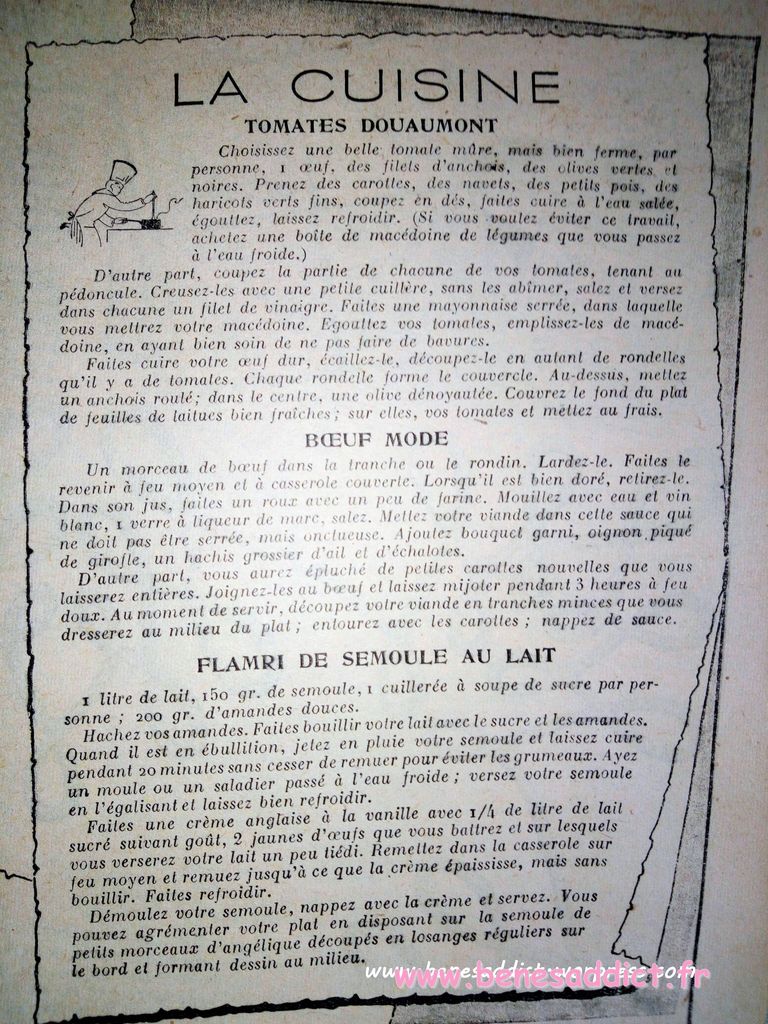 LA CUISINE
TOMATES DOUAUMONT
Choisissez une belle tomate mûre, mais bien ferme, par
personne, 1 œuf, des filets d'anchois, des olives vertes et
noires. Prenez des carottes, des navets, des petits pois, des
haricots verts fins, coupez en dés, faites cuire à l'eau salée,
égouttez, laissez refroidir. (Si vous voulez éviter ce travail,
achetez une boîte de macédoine de légumes que vous passez
à l'eau froide.)
D'autre part, coupez la partie de chacune de vos tomates, tenant au
pédoncule. Creusez-les avec une petite cuillère, sans les abîmer, salez et versez
dans chacune un filet de vinaigre. Faites une mayonnaise serrée, dans laquelle
vous mettrez votre macédoine. Egouttez vos tomates, emplissez-les de macé-
doine, en ayant bien soin de ne pas faire de bavures.
Faites cuire votre œuf dur, écaillez-le, découpez-le en autant de rondelles
qu'il y a de tomates. Chaque rondelle forme le couvercle. Au-dessus, mettez
un anchois roulé; dans le centre, une olive dénoyautée. Couvrez le fond du plat
de feuilles de laitues bien fraîches; sur elles, vos tomates et mettez au frais.
BŒUF MODE
Un morceau de bœuf dans la tranche ou le rondin. Lardez-le. Faites le
revenir à feu moyen et à casserole couverte. Lorsqu'il est bien doré, retirez-le.
Dans son jus, faites un roux avec un peu de farine. Mouillez avec eau et vin
blanc, 1 verre à liqueur de marc, salez. Mettez votre viande dans cette sauce qui
ne doit pas être serrée, mais onctueuse. Ajoutez bouquet garni, oignon piqué
de girofle, un hachis grossier d'ail et d'échalotes.
D'autre part, vous aurez épluché de petites carottes nouvelles que vous
laisserez entières. Joignez-les au bœuf et laissez mijoter pendant 3 heures à feu
doux. Au moment de servir, découpez votre viande en tranches minces que vous
dresserez au milieu du plat; entourez avec les carottes; nappez de sauce.
FLAMRI DE SEMOULE AU LAIT
1 litre de lait, 150 gr. de semoule, 1 cuillerée à soupe de sucre par per-
sonne; 200 gr. d'amandes douces.
Hachez vos amandes. Faites bouillir votre lait avec le sucre et les amandes.
Quand il est en ébullition, jetez en pluie votre semoule et laissez cuire
pendant 20 minutes sans cesser de remuer pour éviter les grumeaux. Ayez
un moule ou un saladier passé à l'eau froide; versez votre semoule
en l'égalisant et laissez bien refroidir.
Faites une crème anglaise à la vanille avec 1/4 de litre de lait
sucré suivant goût, 2 jaunes d'œufs que vous battrez et sur lesquels
vous verserez votre lait un peu tiédi. Remettez dans la casserole sur
feu moyen et remuez jusqu'à ce que la crème épaississe, mais sans
bouillir. Faites refroidir.
Démoulez votre semoule, nappez avec la crème et servez. Vous
pouvez agrémenter votre plat en disposant sur la semoule de
petits morceaux d'angélique découpés en losanges réguliers sur
le bord et formant dessin au milieu.
www.benesaddict.fr